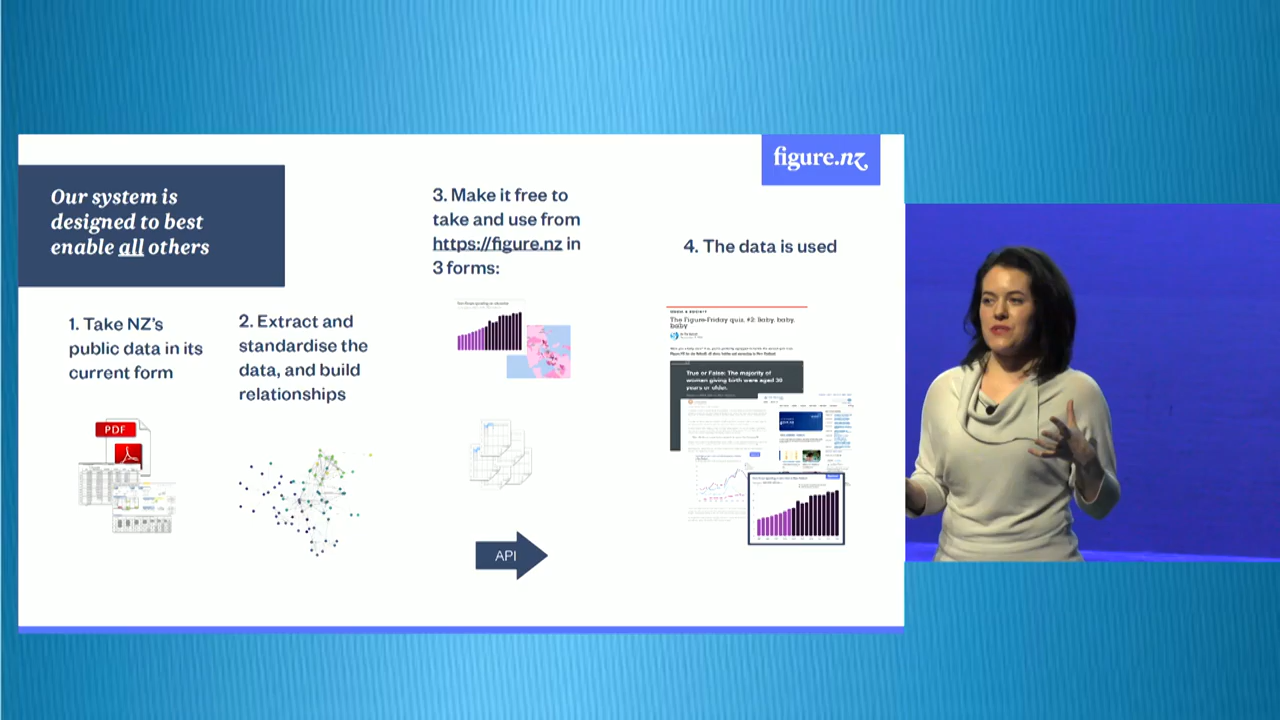 figure.nz
Our system is
designed to best
enable all others
1. Take NZ's
public data in its
current form
PDF
2. Extract and
standardise the
data, and build
relationships
3. Make it free to
take and use from
https://figure.nz in
3 forms:
API
4. The data is used
The Figure Friday quiz, #2: Baby, baby,
baby
True or False: The majority of
women giving birth were aged 30
years or older.